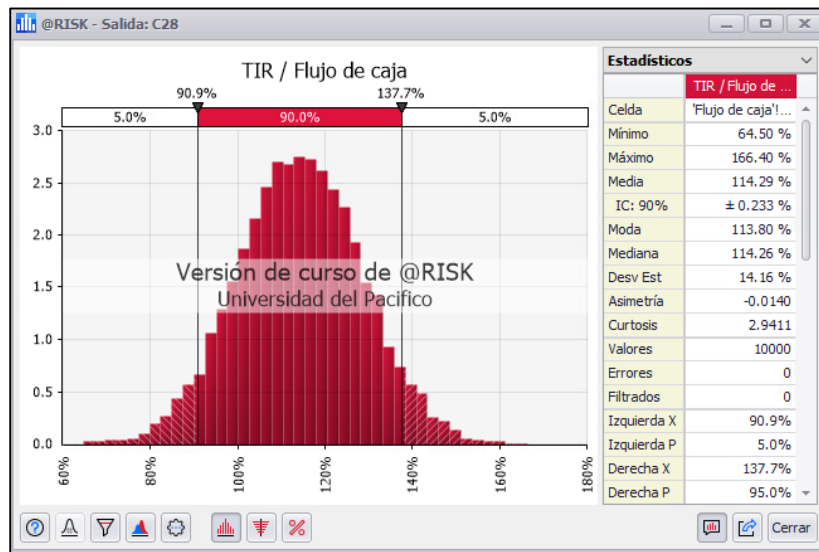 @RISK - Salida: C28
TIR / Flujo de caja
90.9% 137.7%
5.0% 90.0% 5.0%
3.0
2.5
2.0
1.5
1.0
0.5
0.0
Versión de curso de @RISK
Universidad del Pacifico
60% 80% 100% 120% 140% 160% 180%
Estadísticos
TIR / Flujo de ...
Celda 'Flujo de caja'!...
Mínimo 64.50 %
Máximo 166.40 %
Media 114.29 %
IC: 90% ± 0.233 %
Moda 113.80 %
Mediana 114.26 %
Desv Est 14.16 %
Asimetría -0.0140
Curtosis 2.9411
Valores 10000
Errores 0
Filtrados 0
Izquierda X 90.9%
Izquierda P 5.0%
Derecha X 137.7%
Derecha P 95.0%
Cerrar